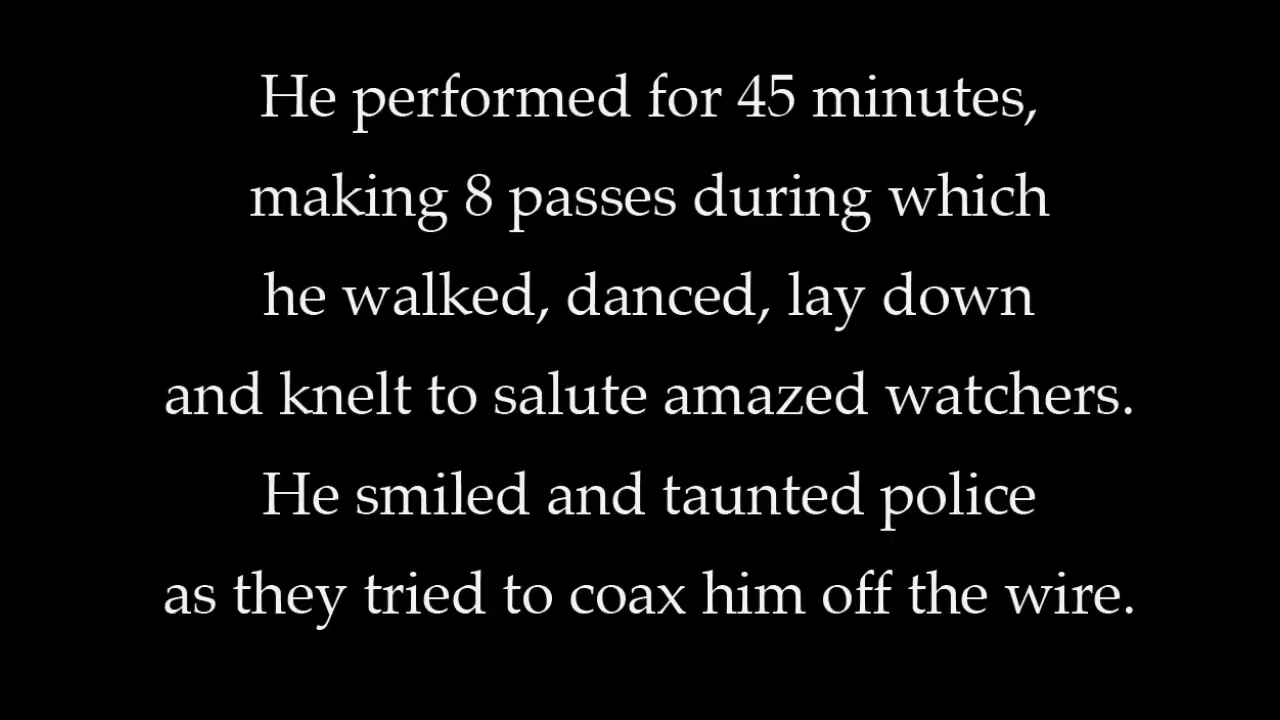 He performed for 45 minutes,
making 8 passes during which
he walked, danced, lay down
and knelt to salute amazed watchers.
He smiled and taunted police
as they tried to coax him off the wire.